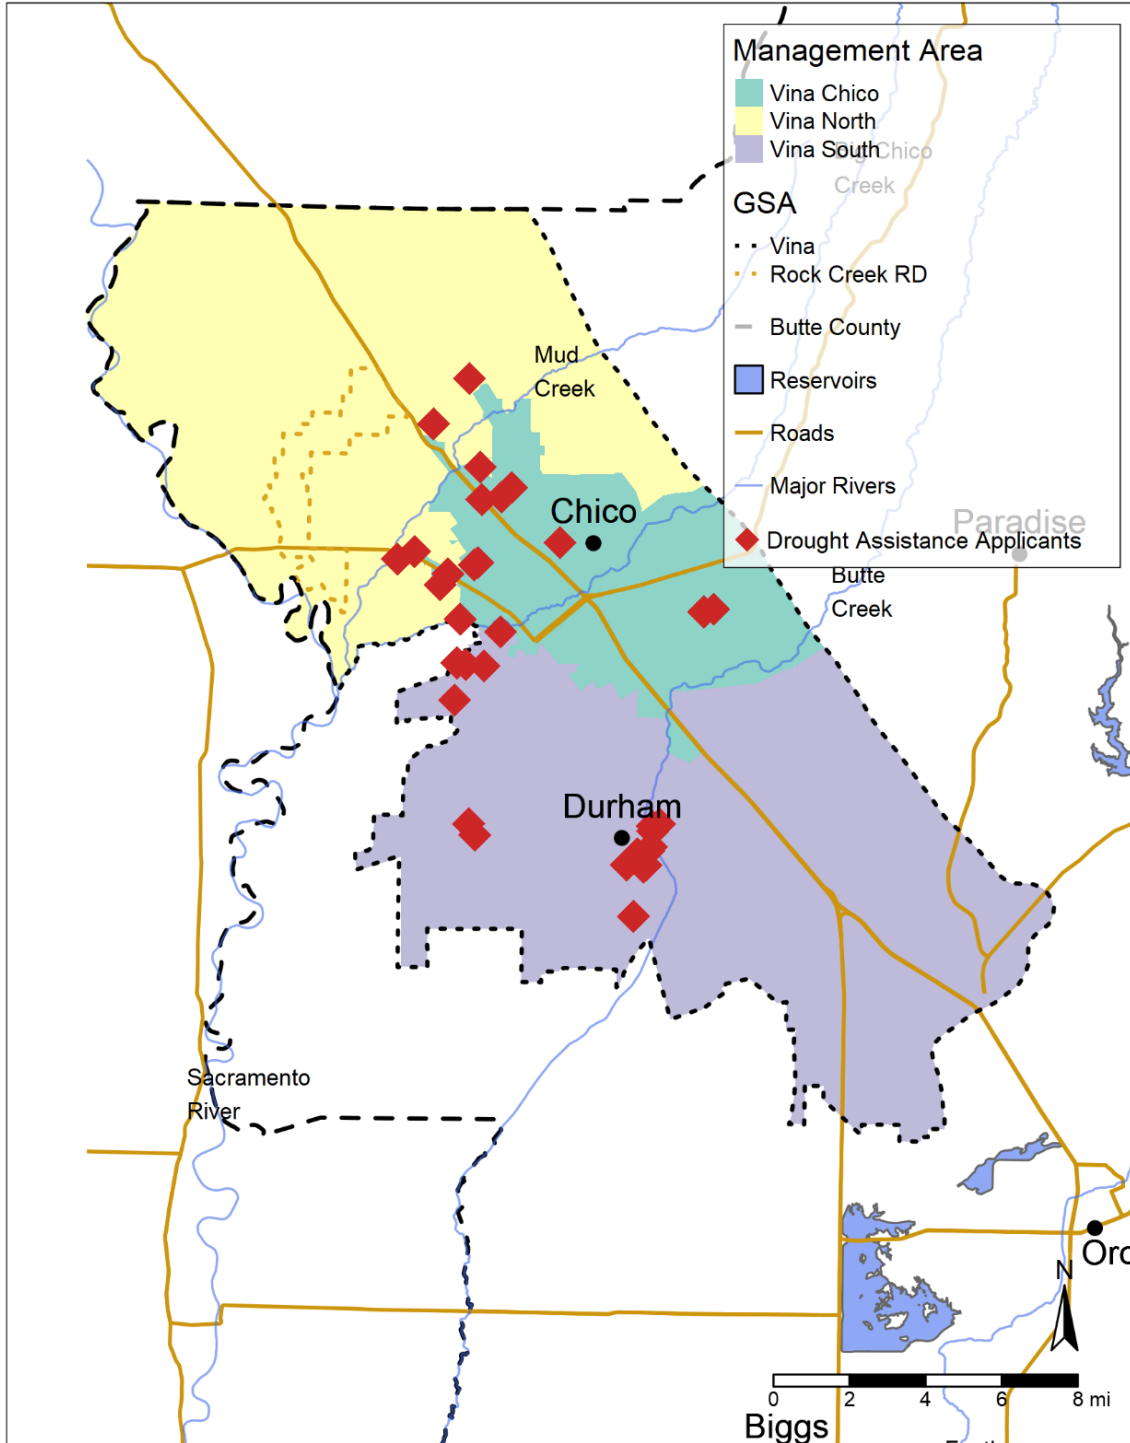 Management Area
Vina Chico
Vina North
Vina South
Big Chico
Creek
GSA
Vina
Rock Creek RD
Butte County
Reservoirs
Roads
Major Rivers
Drought Assistance Applicants
Mud
Creek
Chico
Paradise
Butte
Creek
Durham
Sacramento
River
Oro
N
0 2 4 6 8 mi
Biggs